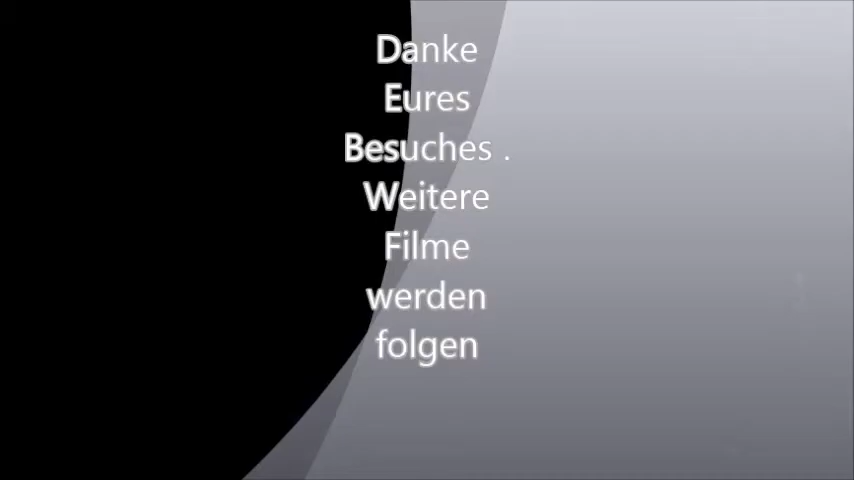 Danke
Eures
Besuches .
Weitere
Filme
werden
folgen